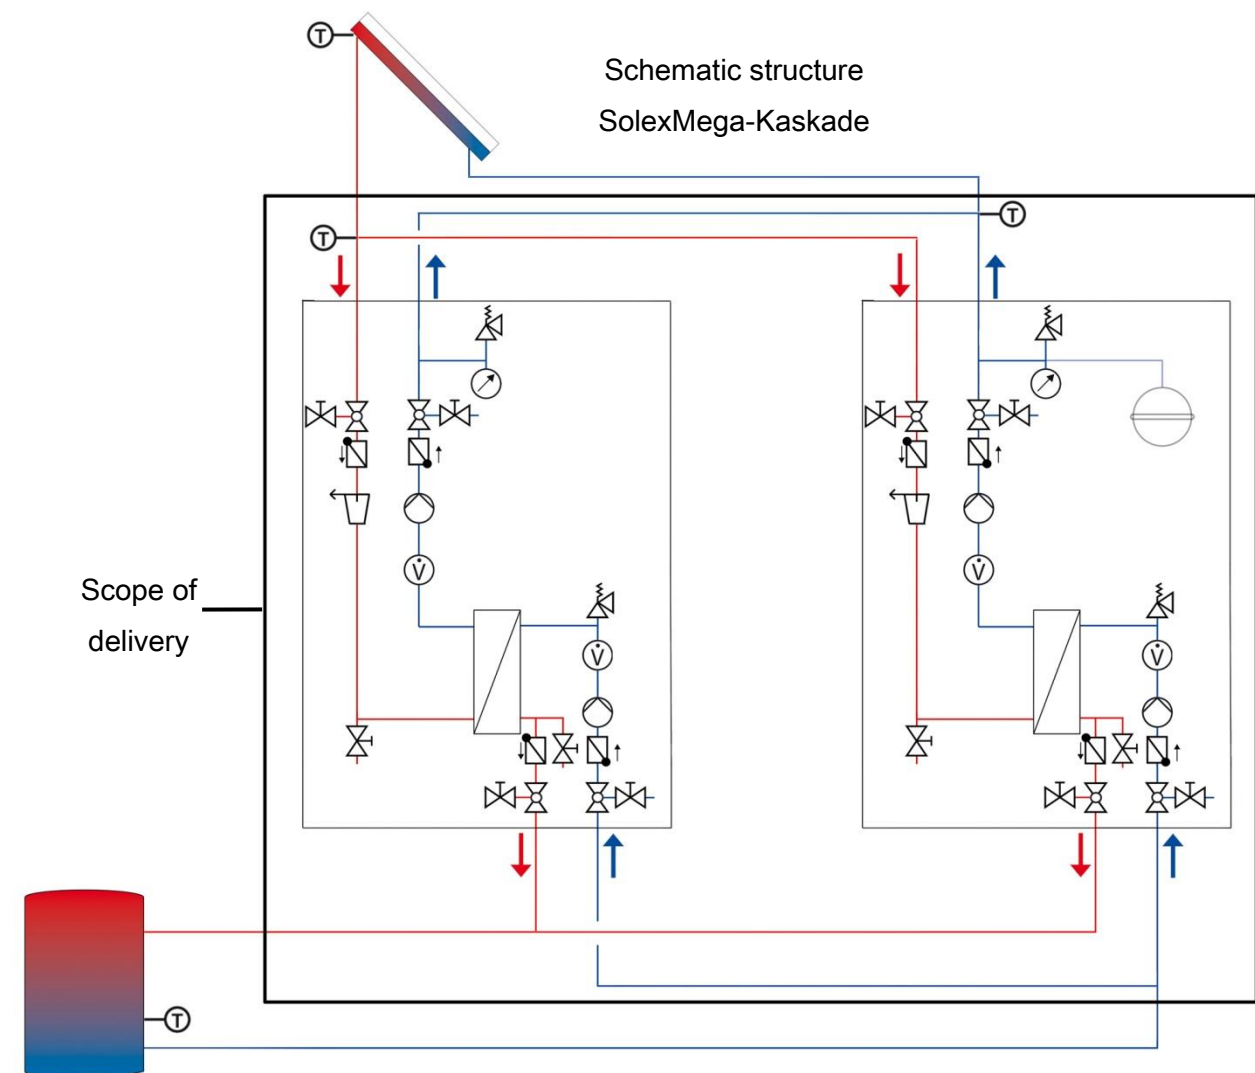 T
Schematic structure
SolexMega-Kaskade
T
T
V̇
V̇
V̇
V̇
Scope of
delivery
T